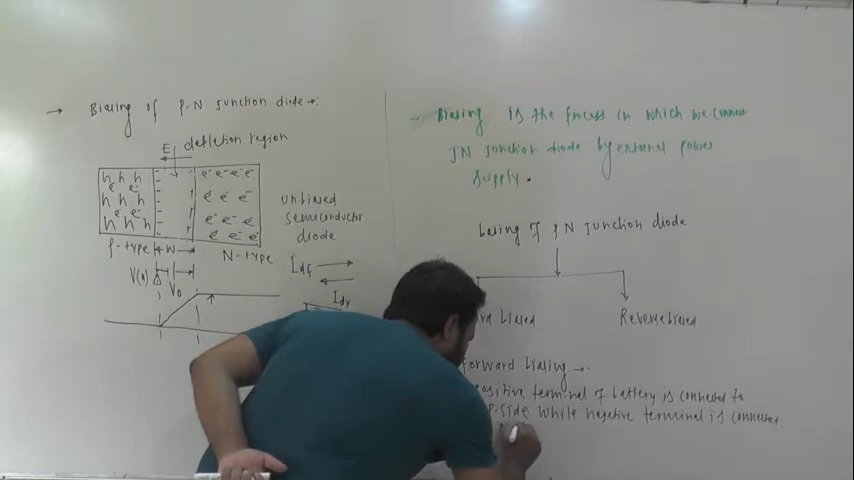 → Biasing of P-N Junction diode →:
E depletion region
h h h
e e
h h h
e e
h h h
e⁻ e⁻ e⁻ e⁻
e e e⁻
e e⁻ e⁻
e e e
P-type W
N-type
unbiased
semiconductor
diode
V(x)
V₀
Idf
Idr
Biasing is the process in which we connect
PN Junction diode by external power
Supply.
biasing of P N Junction diode
biased
Reverse biased
forward biasing →.
positive terminal of battery is connected to
P-side while negative terminal is connected